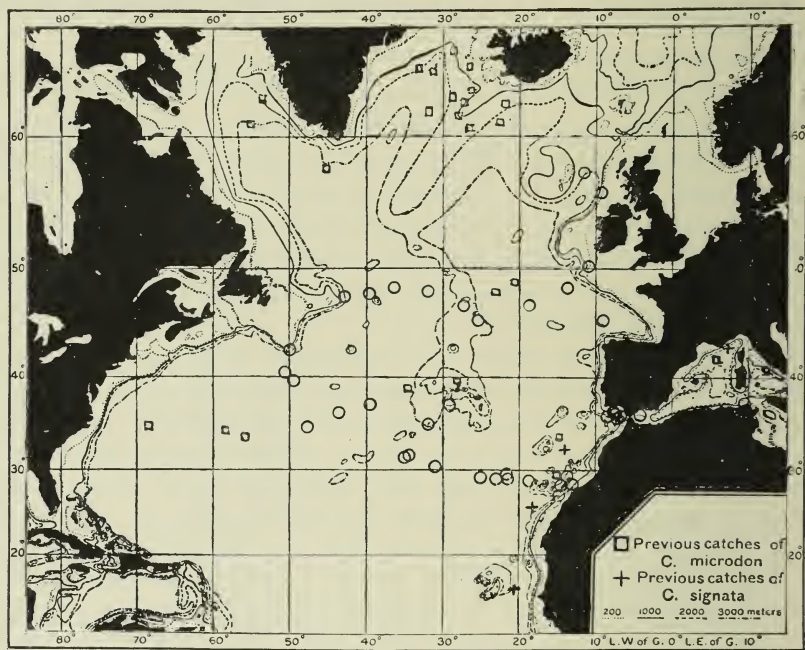 80° 70° 60° 50° 40° 30° 20° 10° 0° 10°
60° 60°
50° 50°
40° 40°
30° 30°
20° 20°
Previous catches of
C. microdon
Previous catches of
C. signata
200 1000 2000 3000 meters
80° 70° 60° 50° 40° 30° 20° 10° L.W of G. 0° L.E. of G. 10°